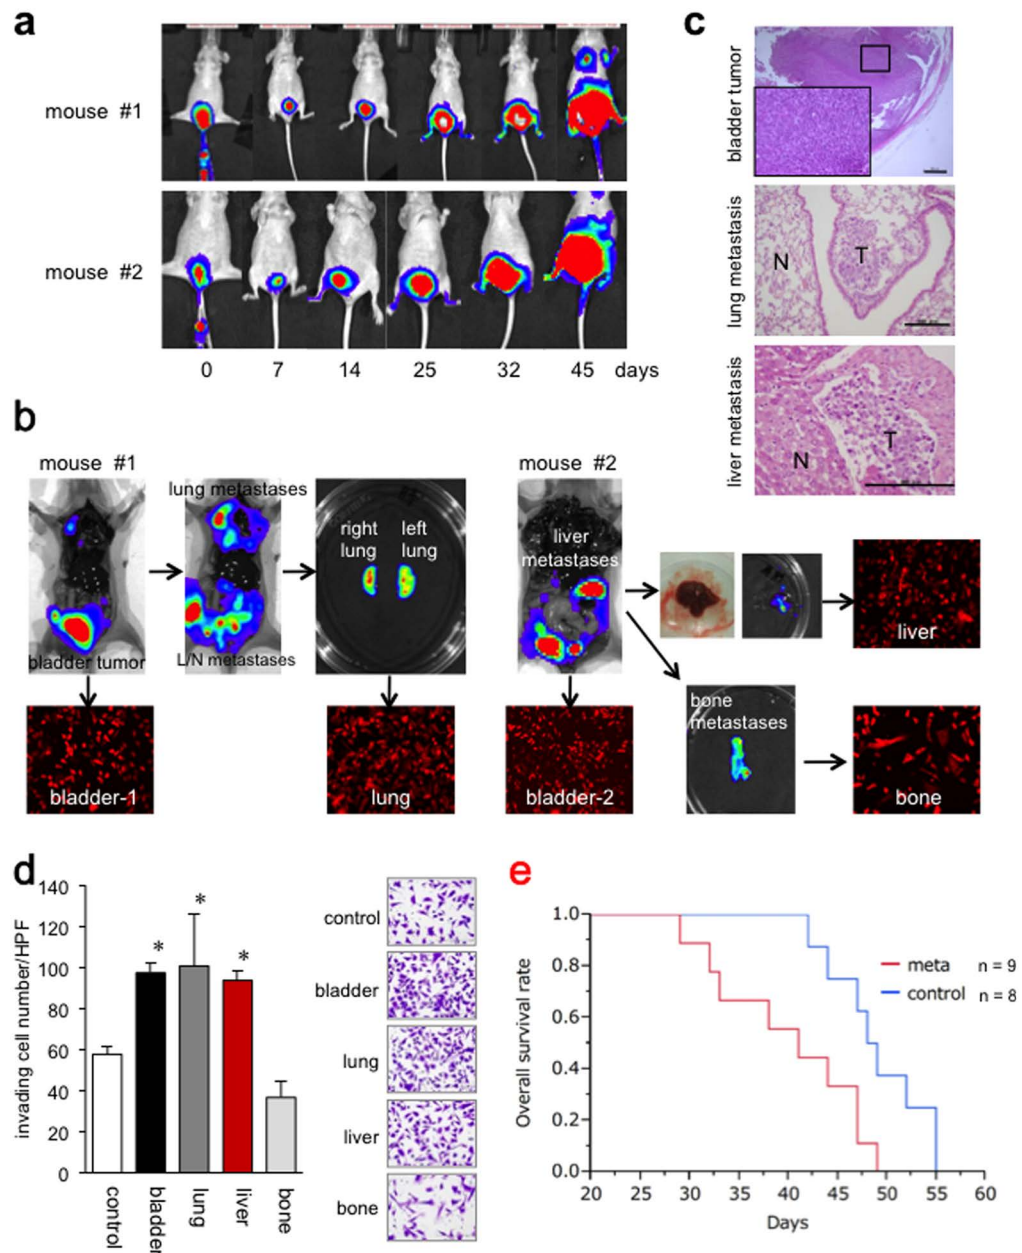 a
mouse #1
mouse #2
0 7 14 25 32 45 days
c
bladder tumor
lung metastasis
N
T
liver metastasis
N
T
b
mouse #1
bladder tumor
lung metastases
L/N metastases
right lung
left lung
bladder-1
lung
mouse #2
liver metastases
bladder-2
liver
bone metastases
bone
d
invading cell number/HPF
140
120
100
80
60
40
20
0
*
*
*
control
bladder
lung
liver
bone
control
bladder
lung
liver
bone
e
Overall survival rate
1.0
0.8
0.6
0.4
0.2
0.0
meta n = 9
control n = 8
20 25 30 35 40 45 50 55 60
Days